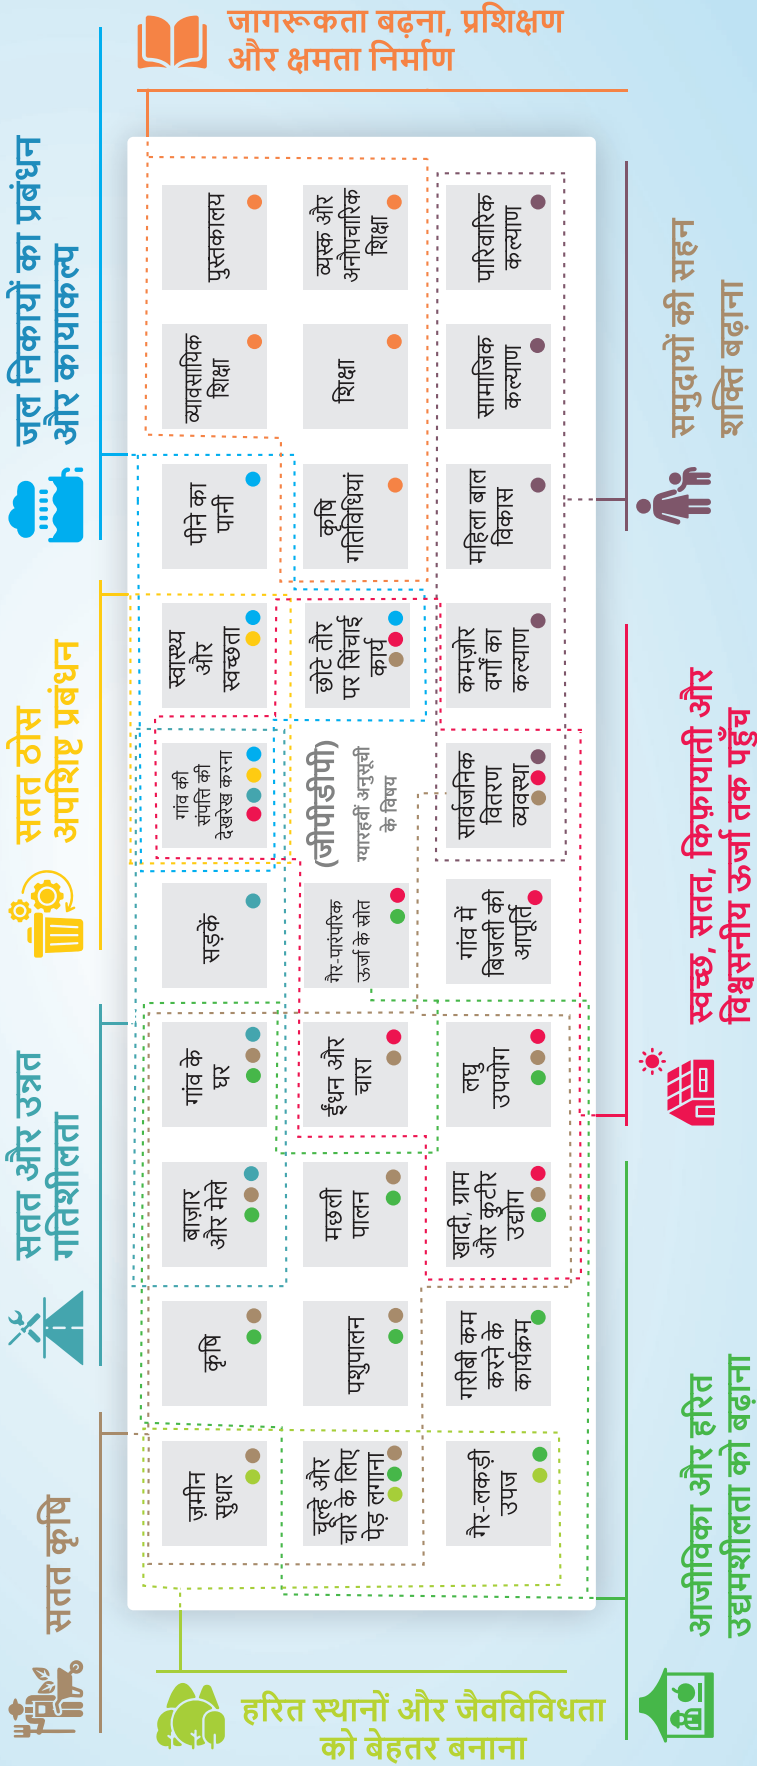 जागरूकता बढ़ना, प्रशिक्षण
और क्षमता निर्माण
जल निकायों का प्रबंधन
और कायाकल्प
सतत ठोस
अपशिष्ट प्रबंधन
सतत और उन्नत
गतिशीलता
सतत कृषि
पुस्तकालय
व्यस्क और
अनौपचारिक
शिक्षा
पारिवारिक
कल्याण
व्यावसायिक
शिक्षा
शिक्षा
सामाजिक
कल्याण
पीने का
पानी
कृषि
गतिविधियां
महिला बाल
विकास
स्वास्थ्य
और
स्वच्छता
छोटे तौर
पर सिंचाई
कार्य
कमज़ोर
वर्गों का
कल्याण
गांव की
संपत्ति की
देखरेख करना
(जीपीडीपी)
ग्यारहवीं अनुसूची
के विषय
सार्वजनिक
वितरण
व्यवस्था
सड़कें
गैर-पारंपरिक
ऊर्जा के स्रोत
गांव में
बिजली की
आपूर्ति
गांव के
घर
ईंधन और
चारा
लघु
उपयोग
बाज़ार
और मेले
मछली
पालन
खादी, ग्राम
और कुटीर
उद्योग
कृषि
पशुपालन
गरीबी कम
करने के
कार्यक्रम
ज़मीन
सुधार
चूल्हे और
चारे के लिए
पेड़ लगाना
गैर-लकड़ी
उपज
समुदायों की सहन
शक्ति बढ़ाना
स्वच्छ, सतत, किफ़ायाती और
विश्वसनीय ऊर्जा तक पहुँच
आजीविका और हरित
उद्यमशीलता को बढ़ाना
हरित स्थानों और जैवविविधता
को बेहतर बनाना